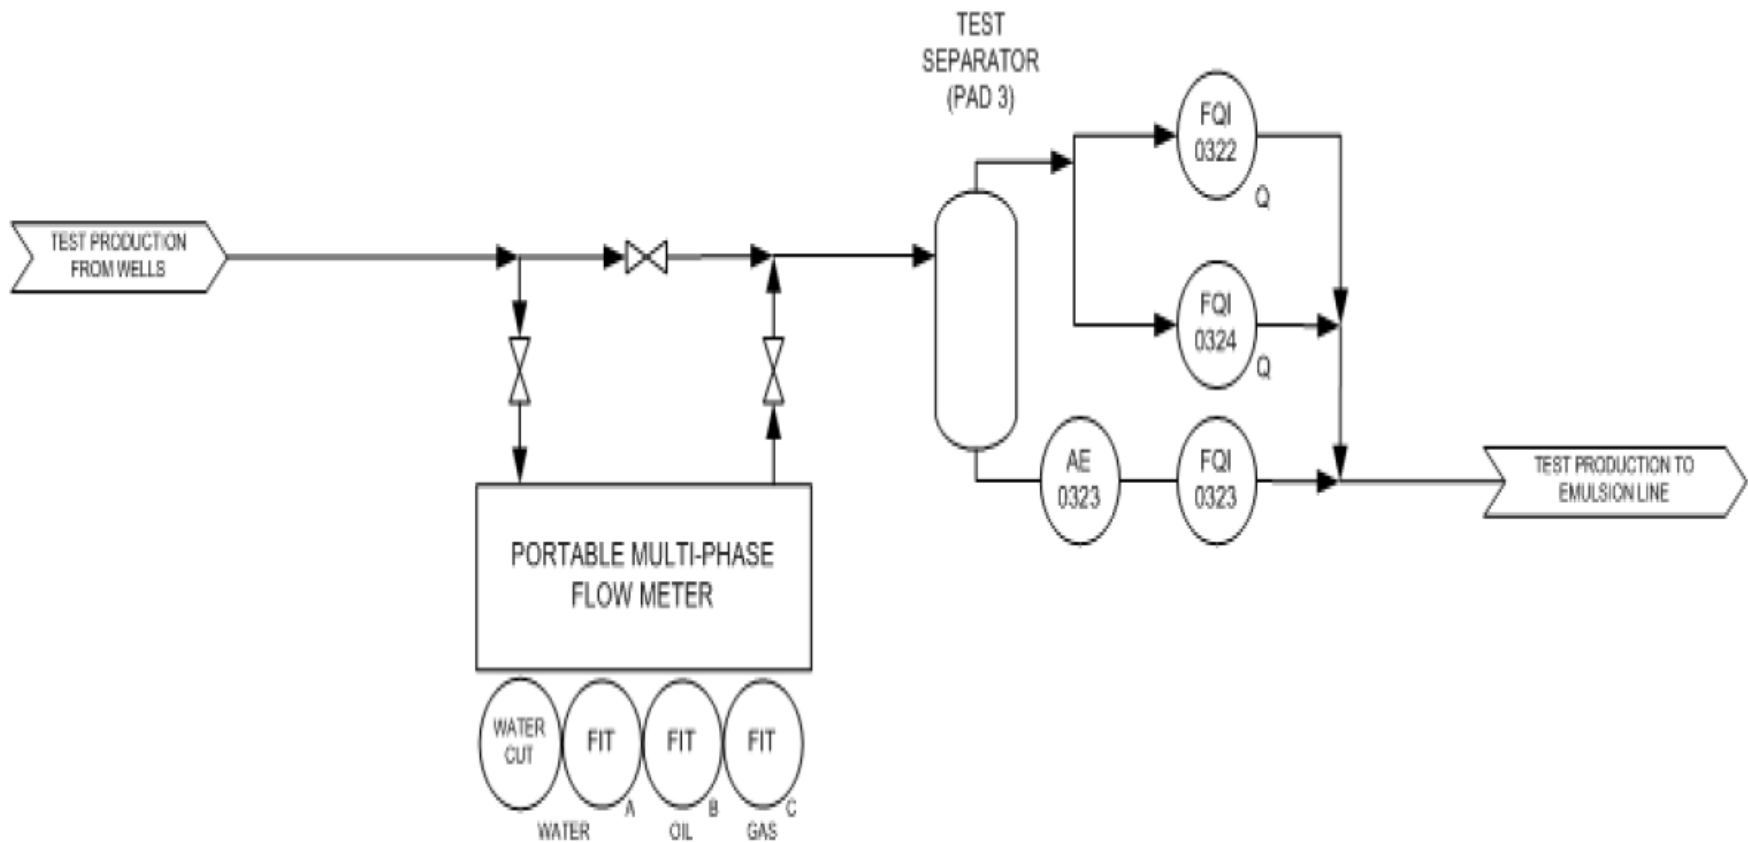 TEST
SEPARATOR
(PAD 3)
FQI
0322
Q
TEST PRODUCTION
FROM WELLS
FQI
0324
Q
AE
0323
FQI
0323
TEST PRODUCTION TO
EMULSION LINE
PORTABLE MULTI-PHASE
FLOW METER
WATER
CUT
FIT
A
FIT
B
FIT
C
WATER
OIL
GAS